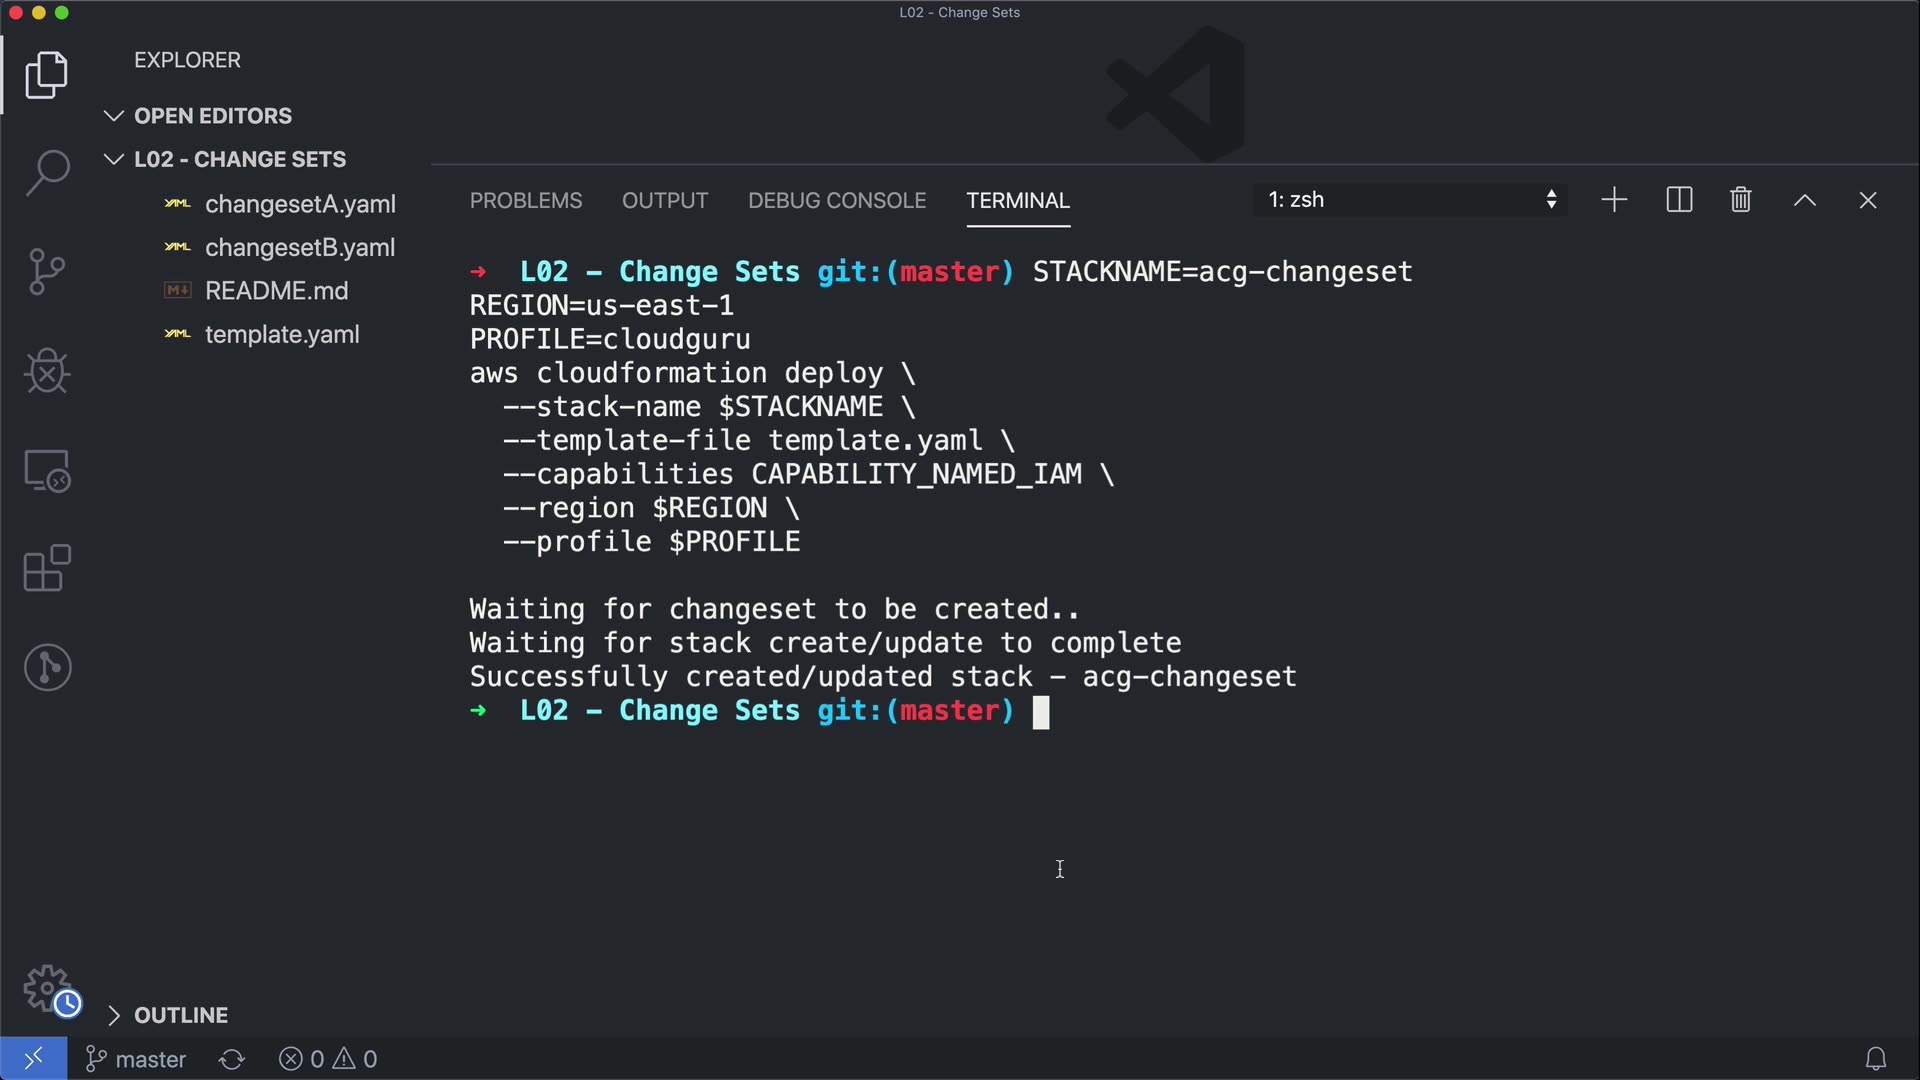 L02 - Change Sets
EXPLORER
OPEN EDITORS
L02 - CHANGE SETS
YAML changesetA.yaml
YAML changesetB.yaml
M↓ README.md
YAML template.yaml
PROBLEMS OUTPUT DEBUG CONSOLE TERMINAL 1: zsh
→ L02 - Change Sets git:(master) STACKNAME=acg-changeset
REGION=us-east-1
PROFILE=cloudguru
aws cloudformation deploy \
--stack-name $STACKNAME \
--template-file template.yaml \
--capabilities CAPABILITY_NAMED_IAM \
--region $REGION \
--profile $PROFILE
Waiting for changeset to be created..
Waiting for stack create/update to complete
Successfully created/updated stack - acg-changeset
→ L02 - Change Sets git:(master)
OUTLINE
master 0 0